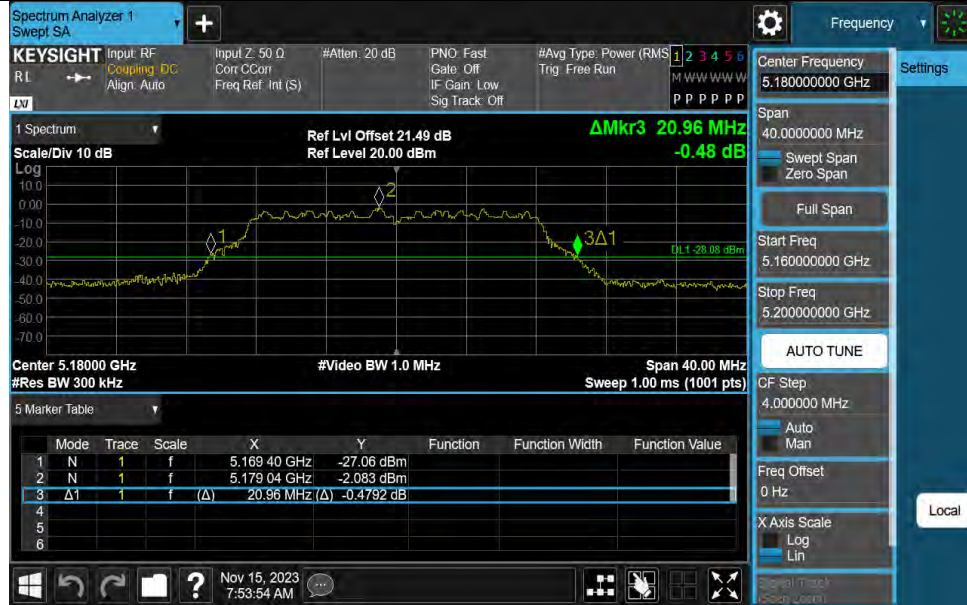 Spectrum Analyzer 1
Swept SA
+
Frequency
KEYSIGHT
RL
LXI
Input: RF
Coupling: DC
Align: Auto
Input Z: 50 Ω
Corr CCorr
Freq Ref: Int (S)
#Atten: 20 dB
PNO: Fast
Gate: Off
IF Gain: Low
Sig Track: Off
#Avg Type: Power (RMS
Trig: Free Run
1 2 3 4 5 6
M W W W W W
P P P P P P
1 Spectrum
Scale/Div 10 dB
Ref Lvl Offset 21.49 dB
Ref Level 20.00 dBm
ΔMkr3 20.96 MHz
-0.48 dB
Log
10.0
0.00
-10.0
-20.0
-30.0
-40.0
-50.0
-60.0
-70.0
1
2
3Δ1
DL1 -28.08 dBm
Center 5.18000 GHz
#Video BW 1.0 MHz
Span 40.00 MHz
#Res BW 300 kHz
Sweep 1.00 ms (1001 pts)
5 Marker Table
Mode Trace Scale X Y Function Function Width Function Value
1 N 1 f 5.169 40 GHz -27.06 dBm
2 N 1 f 5.179 04 GHz -2.083 dBm
3 Δ1 1 f (Δ) 20.96 MHz (Δ) -0.4792 dB
4
5
6
?
Nov 15, 2023
7:53:54 AM
Center Frequency
5.180000000 GHz
Span
40.0000000 MHz
Swept Span
Zero Span
Full Span
Start Freq
5.160000000 GHz
Stop Freq
5.200000000 GHz
AUTO TUNE
CF Step
4.000000 MHz
Auto
Man
Freq Offset
0 Hz
X Axis Scale
Log
Lin
Signal Track
(Span Zoom)
Settings
Local